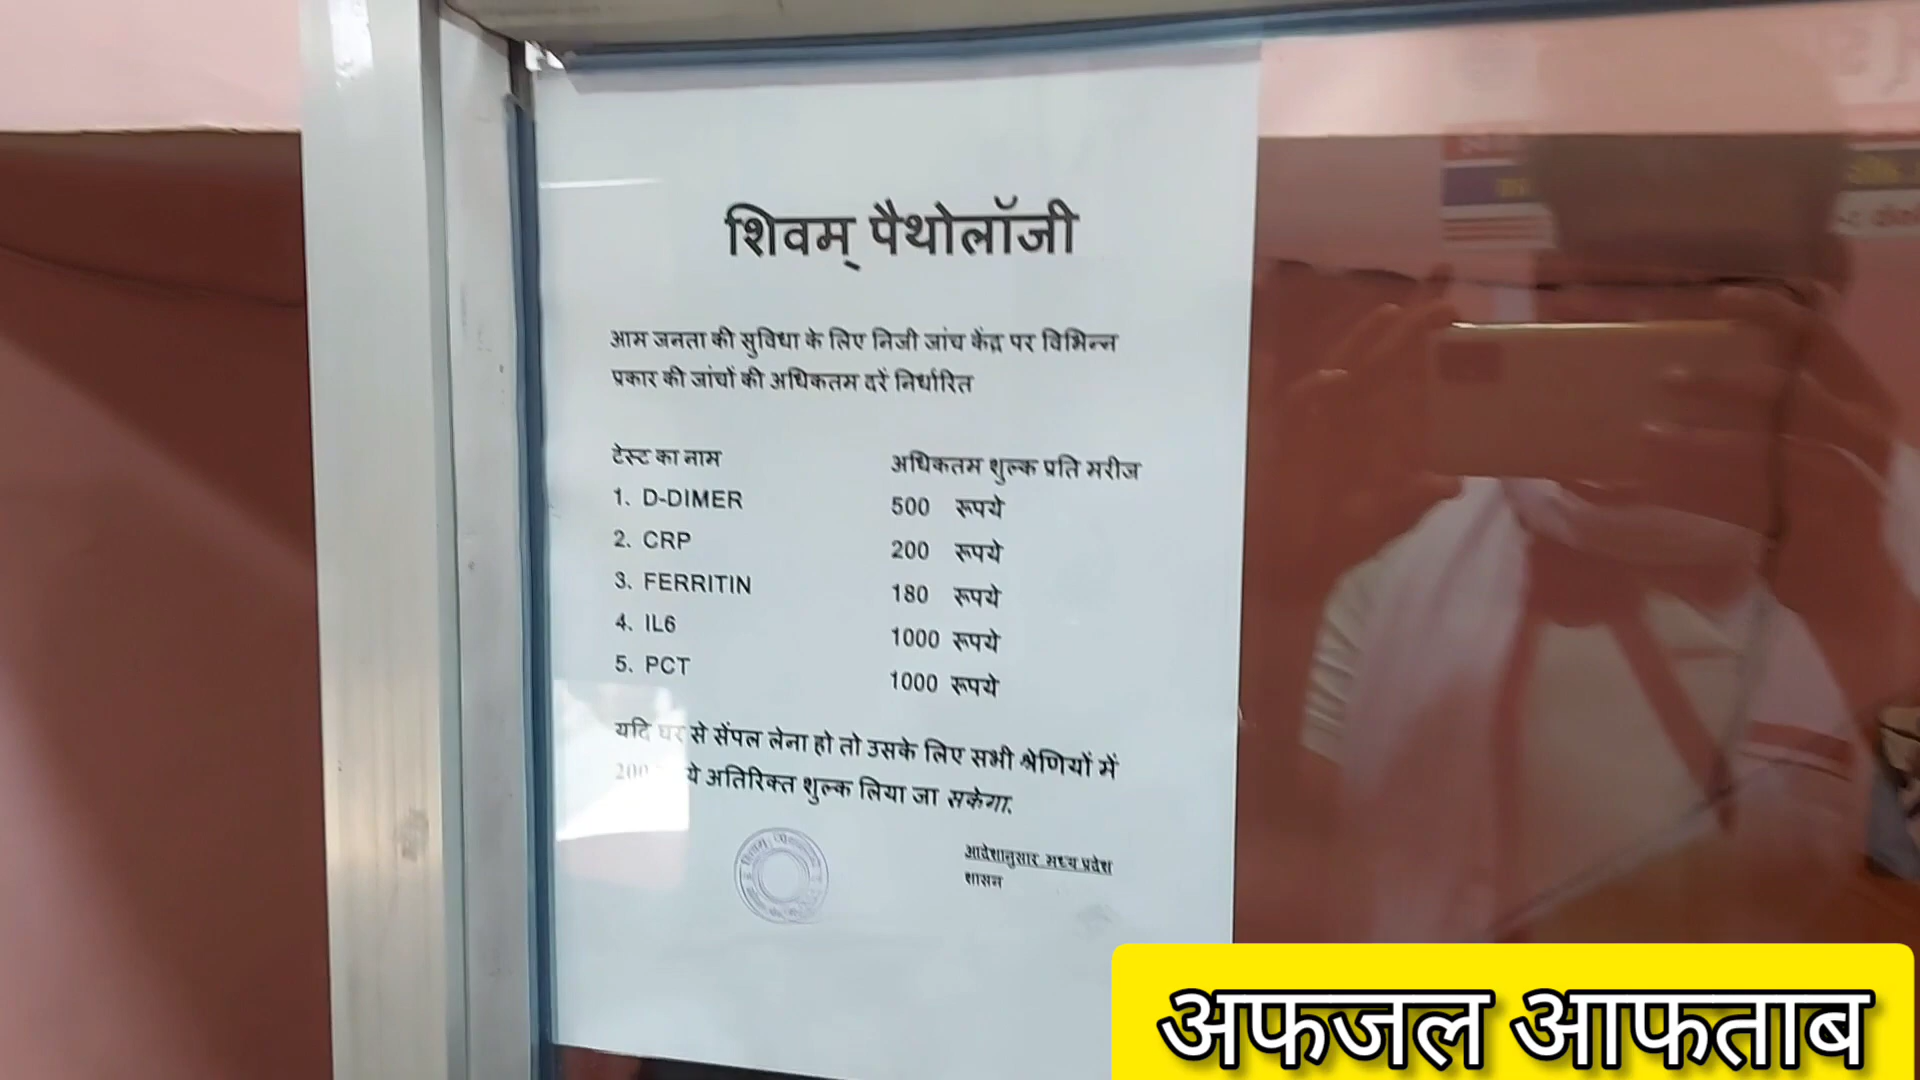 शिवम् पैथोलॉजी
आम जनता की सुविधा के लिए निजी जांच केंद्र पर विभिन्न
प्रकार की जांचों की अधिकतम दरें निर्धारित
टेस्ट का नाम अधिकतम शुल्क प्रति मरीज
1. D-DIMER 500 रूपये
2. CRP 200 रूपये
3. FERRITIN 180 रूपये
4. IL6 1000 रूपये
5. PCT 1000 रूपये
यदि घर से सेंपल लेना हो तो उसके लिए सभी श्रेणियों में
200 अतिरिक्त शुल्क लिया जा सकेगा.
आदेशानुसार मध्य प्रदेश
शासन
अफजल आफताब